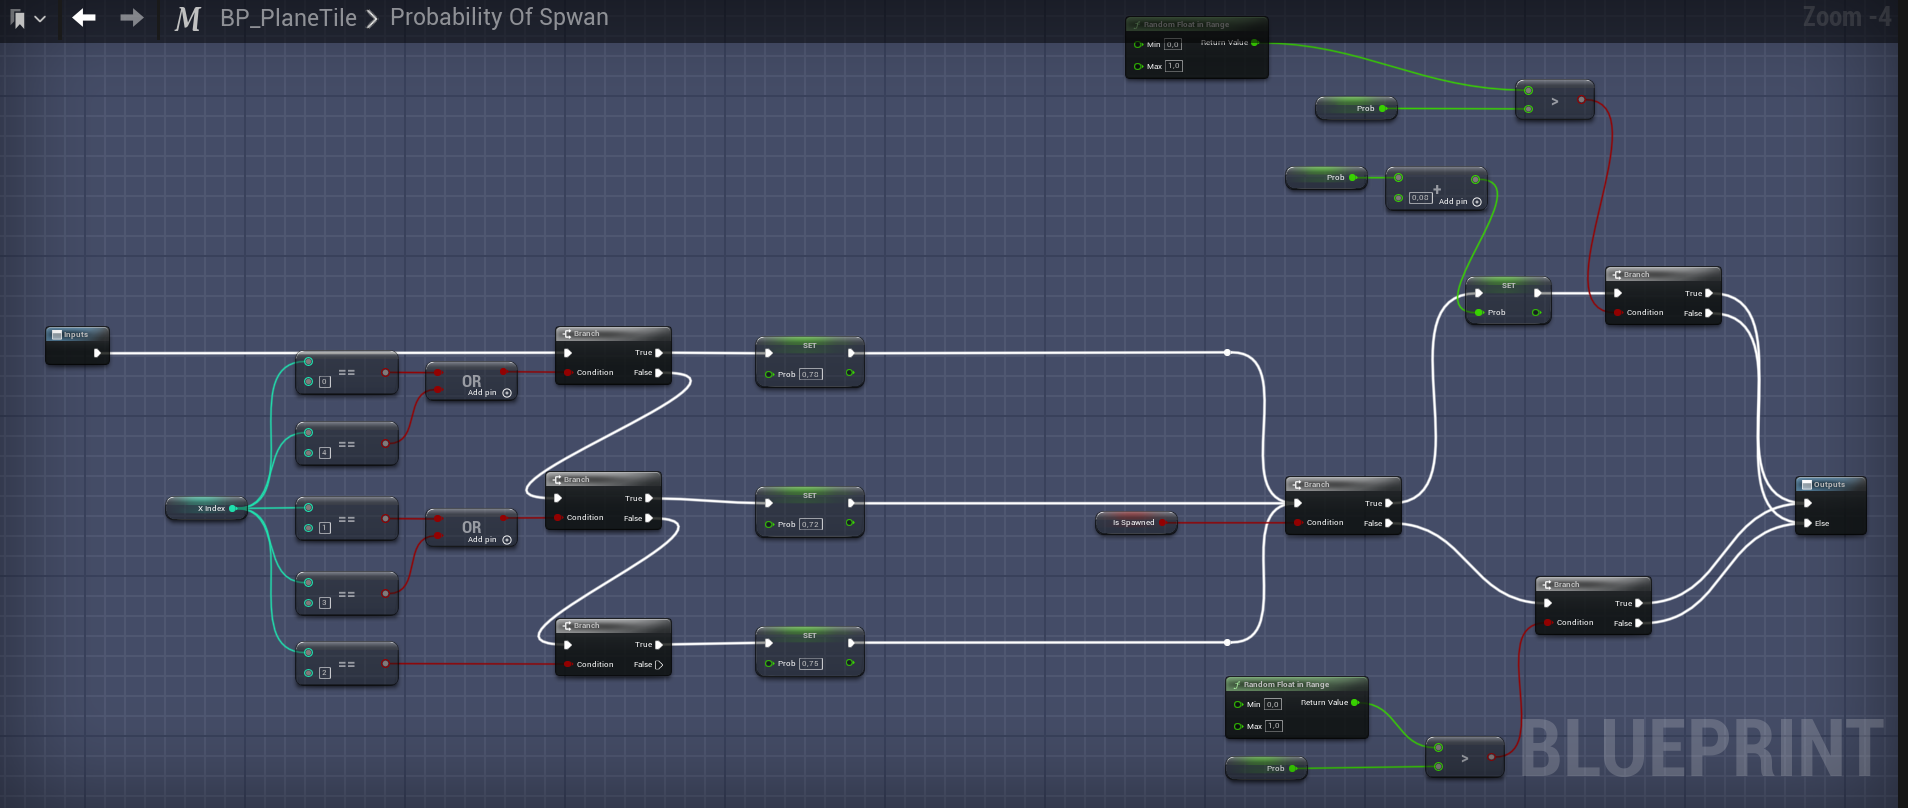 BP_PlaneTile > Probability Of Spwan
Zoom -4
Random Float in Range
Min 0,0 Return Value
Max 1,0
Prob
>
Prob
+
0,08 Add pin
SET
Prob
Branch
True
Condition False
Inputs
==
0
OR
Add pin
Branch
True
Condition False
SET
Prob 0,78
==
4
X Index
==
1
OR
Add pin
Branch
True
Condition False
SET
Prob 0,72
Is Spawned
Branch
True
Condition False
Outputs
Else
==
3
==
2
Branch
True
Condition False
SET
Prob 0,75
Branch
True
Condition False
Random Float in Range
Min 0,0 Return Value
Max 1,0
Prob
>
BLUEPRINT